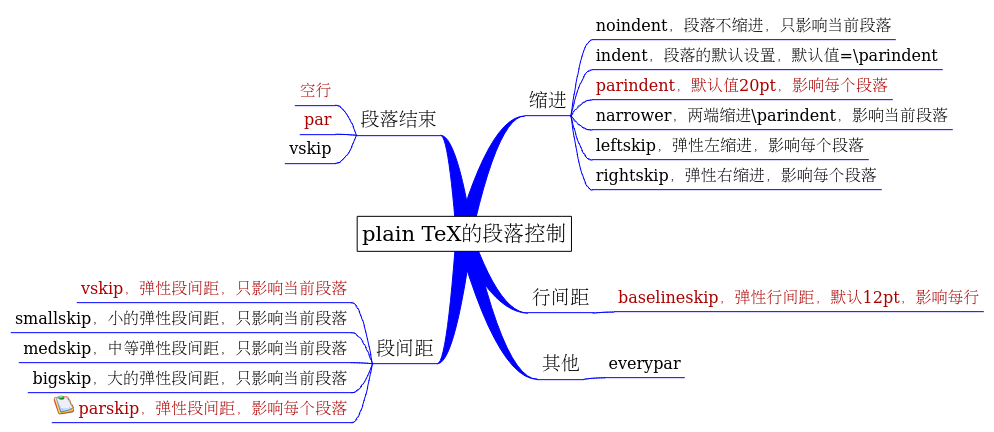 plain TeX的段落控制
段落结束
空行
par
vskip
缩进
noindent，段落不缩进，只影响当前段落
indent，段落的默认设置，默认值=\parindent
parindent，默认值20pt，影响每个段落
narrower，两端缩进\parindent，影响当前段落
leftskip，弹性左缩进，影响每个段落
rightskip，弹性右缩进，影响每个段落
行间距
baselineskip，弹性行间距，默认12pt，影响每行
其他
everypar
段间距
vskip，弹性段间距，只影响当前段落
smallskip，小的弹性段间距，只影响当前段落
medskip，中等弹性段间距，只影响当前段落
bigskip，大的弹性段间距，只影响当前段落
parskip，弹性段间距，影响每个段落